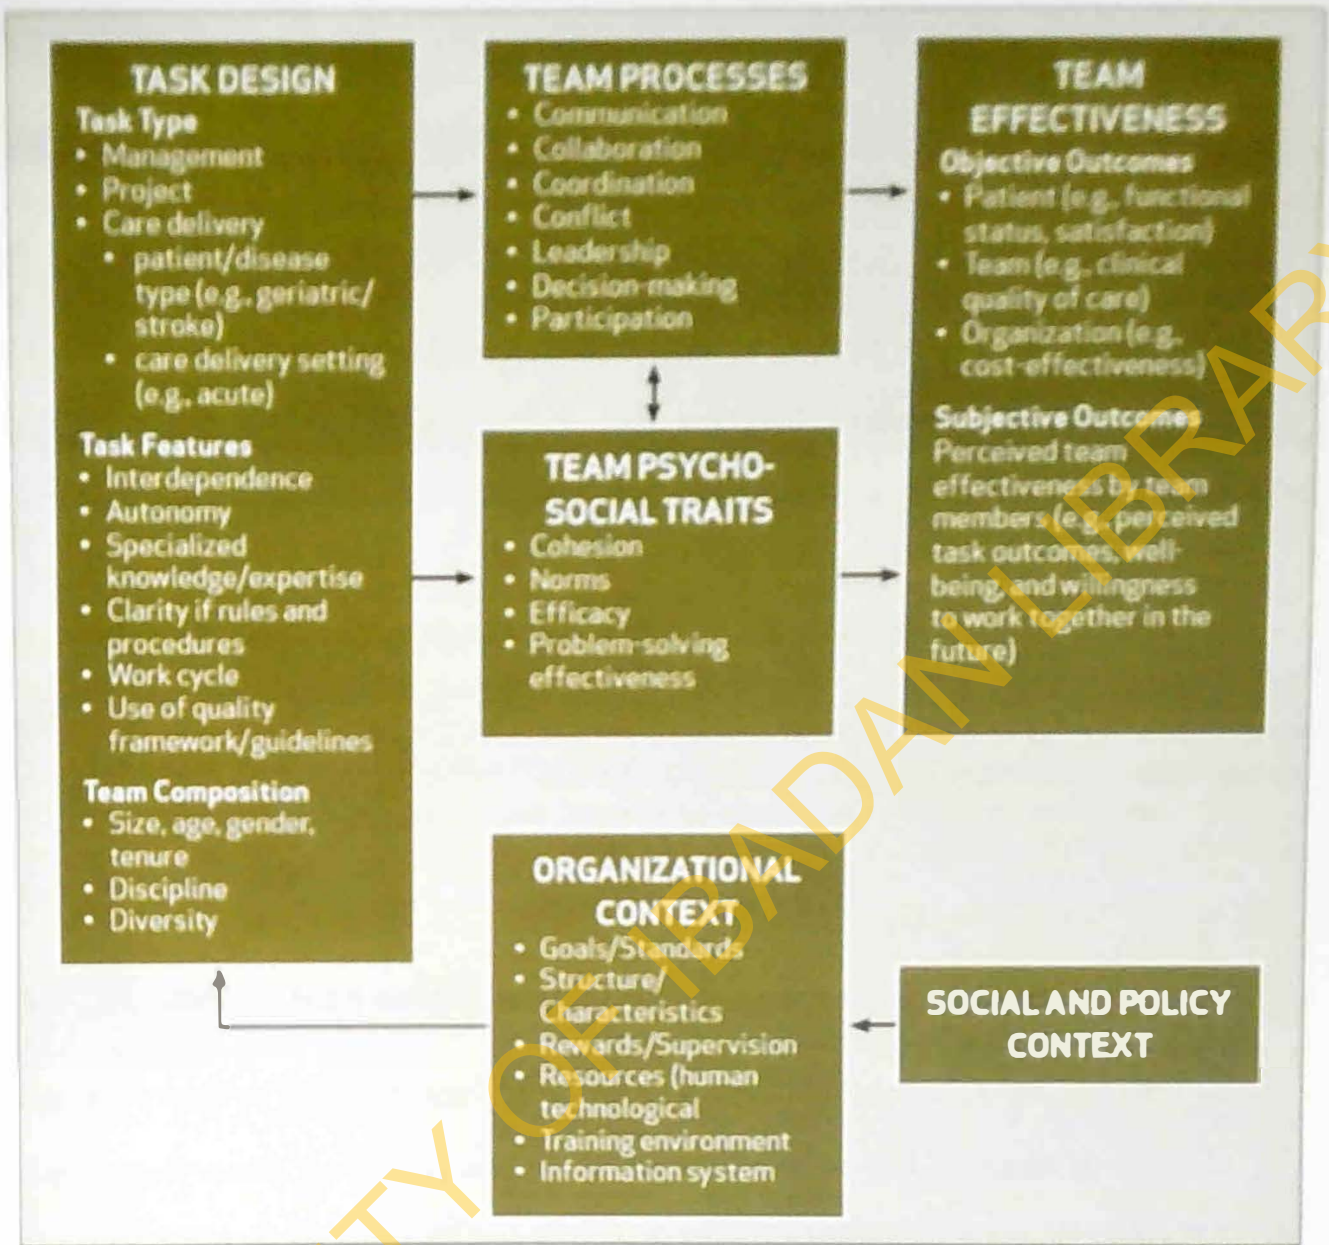 TASK DESIGN
Task Type
• Management
• Project
• Care delivery
• patient/disease
type (e.g., geriatric/
stroke)
• care delivery setting
(e.g., acute)
Task Features
• Interdependence
• Autonomy
• Specialized
knowledge/expertise
• Clarity if rules and
procedures
• Work cycle
• Use of quality
framework/guidelines
Team Composition
• Size, age, gender,
tenure
• Discipline
• Diversity
TEAM PROCESSES
• Communication
• Collaboration
• Coordination
• Conflict
• Leadership
• Decision-making
• Participation
TEAM PSYCHO-
SOCIAL TRAITS
• Cohesion
• Norms
• Efficacy
• Problem-solving
effectiveness
TEAM
EFFECTIVENESS
Objective Outcomes
• Patient (e.g., functional
status, satisfaction)
• Team (e.g., clinical
quality of care)
• Organization (e.g.,
cost-effectiveness)
Subjective Outcomes
Perceived team
effectiveness by team
members (e.g., perceived
task outcomes, well-
being, and willingness
to work together in the
future)
ORGANIZATIONAL
CONTEXT
• Goals/Standards
• Structure/
Characteristics
• Rewards/Supervision
• Resources (human
technological
• Training environment
• Information system
SOCIAL AND POLICY
CONTEXT
TY OF IBADAN LIBRARY